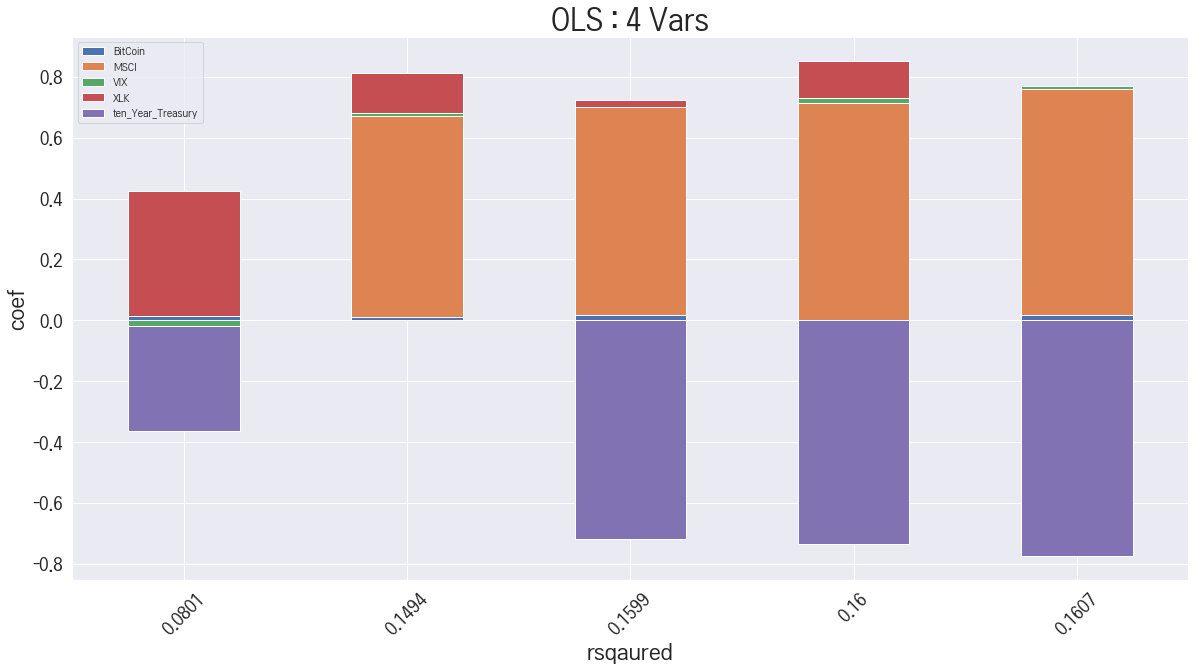 OLS : 4 Vars
BitCoin
MSCI
VIX
XLK
ten_Year_Treasury
0.8
0.6
0.4
0.2
0.0
−0.2
−0.4
−0.6
−0.8
coef
0.0801
0.1494
0.1599
0.16
0.1607
rsqaured